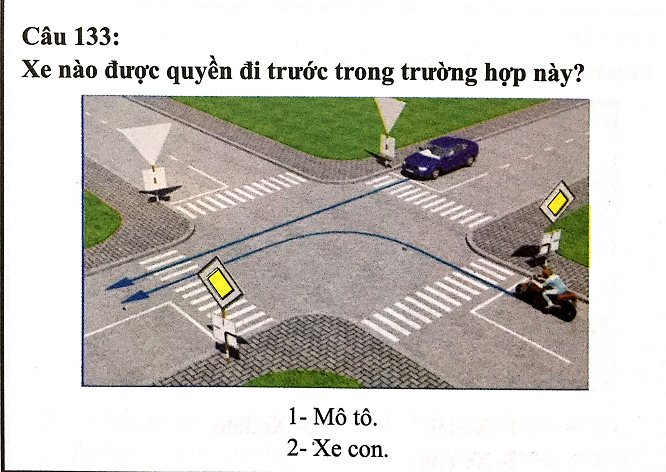 Câu 133:
Xe nào được quyền đi trước trong trường hợp này?
1- Mô tô.
2- Xe con.